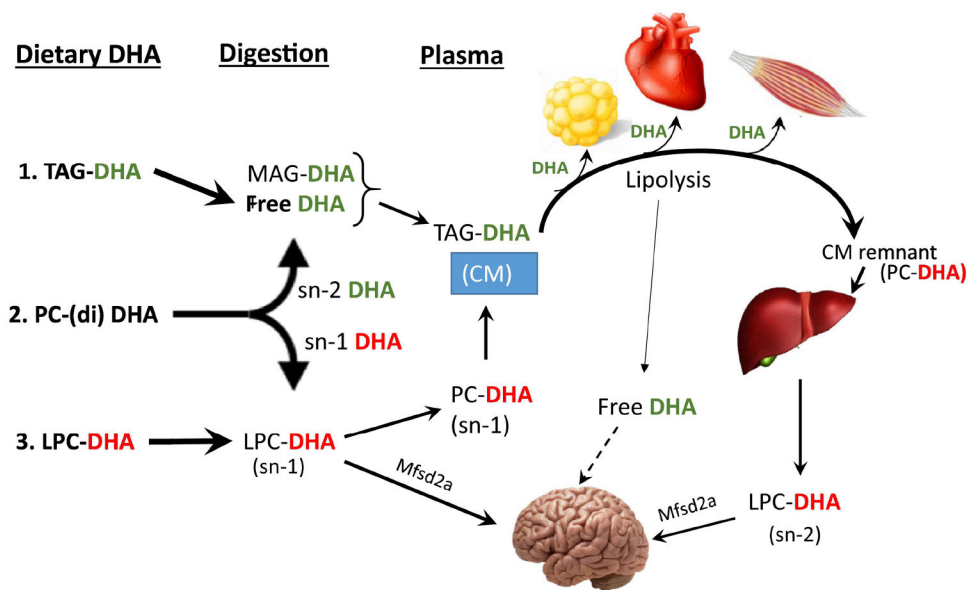 Dietary DHA
Digestion
Plasma
DHA
DHA
DHA
Lipolysis
1. TAG-DHA
MAG-DHA
Free DHA
TAG-DHA
(CM)
CM remnant
(PC-DHA)
2. PC-(di) DHA
sn-2 DHA
sn-1 DHA
PC-DHA
(sn-1)
Free DHA
3. LPC-DHA
LPC-DHA
(sn-1)
Mfsd2a
Mfsd2a
LPC-DHA
(sn-2)